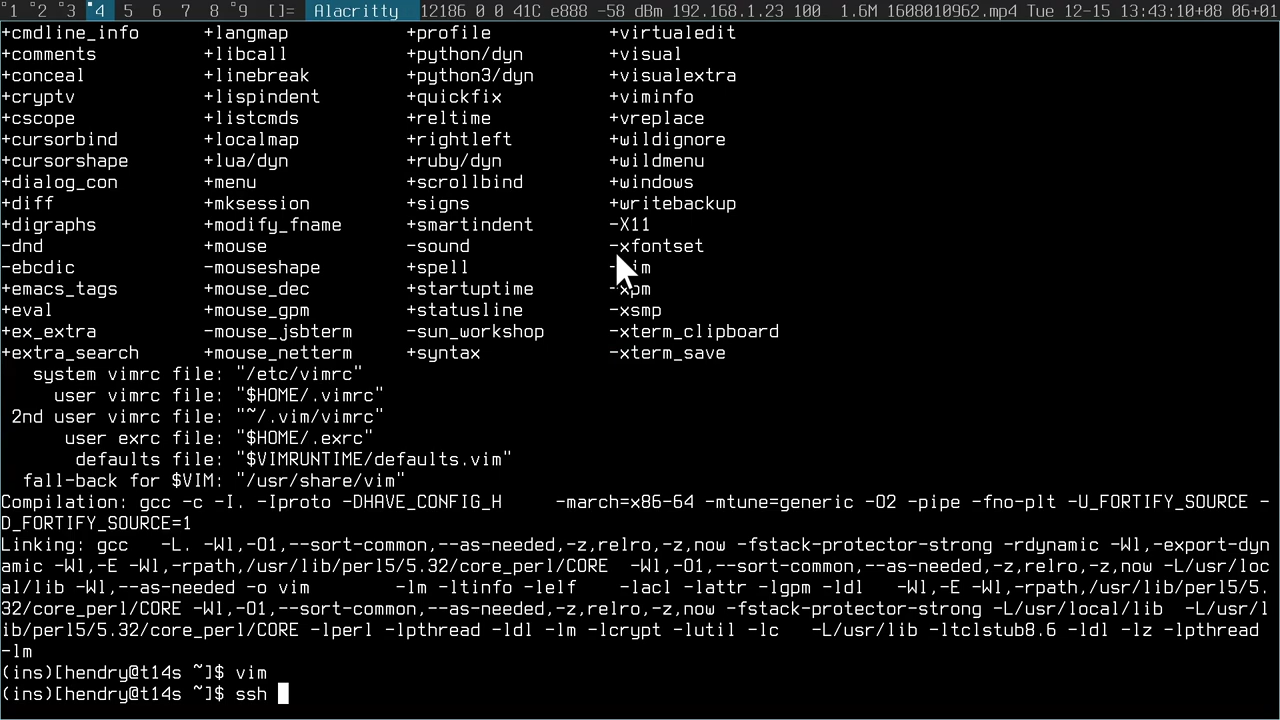 °1 °2 °3 °4 5 6 7 8 °9 []= Alacritty 12186 0 0 41C e888 -58 dBm 192.168.1.23 100 1.6M 1608010962.mp4 Tue 12-15 13:43:10+08 06+01
+cmdline_info +langmap +profile +virtualedit
+comments +libcall +python/dyn +visual
+conceal +linebreak +python3/dyn +visualextra
+cryptv +lispindent +quickfix +viminfo
+cscope +listcmds +reltime +vreplace
+cursorbind +localmap +rightleft +wildignore
+cursorshape +lua/dyn +ruby/dyn +wildmenu
+dialog_con +menu +scrollbind +windows
+diff +mksession +signs +writebackup
+digraphs +modify_fname +smartindent -X11
-dnd +mouse -sound -xfontset
-ebcdic -mouseshape +spell
+emacs_tags +mouse_dec +startuptime -xpm
+eval +mouse_gpm +statusline -xsmp
+ex_extra -mouse_jsbterm -sun_workshop -xterm_clipboard
+extra_search +mouse_netterm +syntax -xterm_save
system vimrc file: "/etc/vimrc"
user vimrc file: "$HOME/.vimrc"
2nd user vimrc file: "~/.vim/vimrc"
user exrc file: "$HOME/.exrc"
defaults file: "$VIMRUNTIME/defaults.vim"
fall-back for $VIM: "/usr/share/vim"
Compilation: gcc -c -I. -Iproto -DHAVE_CONFIG_H -march=x86-64 -mtune=generic -O2 -pipe -fno-plt -U_FORTIFY_SOURCE -
D_FORTIFY_SOURCE=1
Linking: gcc -L. -Wl,-O1,--sort-common,--as-needed,-z,relro,-z,now -fstack-protector-strong -rdynamic -Wl,-export-dyn
amic -Wl,-E -Wl,-rpath,/usr/lib/perl5/5.32/core_perl/CORE -Wl,-O1,--sort-common,--as-needed,-z,relro,-z,now -L/usr/loc
al/lib -Wl,--as-needed -o vim -lm -ltinfo -lelf -lacl -lattr -lgpm -ldl -Wl,-E -Wl,-rpath,/usr/lib/perl5/5.
32/core_perl/CORE -Wl,-O1,--sort-common,--as-needed,-z,relro,-z,now -fstack-protector-strong -L/usr/local/lib -L/usr/l
ib/perl5/5.32/core_perl/CORE -lperl -lpthread -ldl -lm -lcrypt -lutil -lc -L/usr/lib -ltclstub8.6 -ldl -lz -lpthread
-lm
(ins)[hendry@t14s ~]$ vim
(ins)[hendry@t14s ~]$ ssh